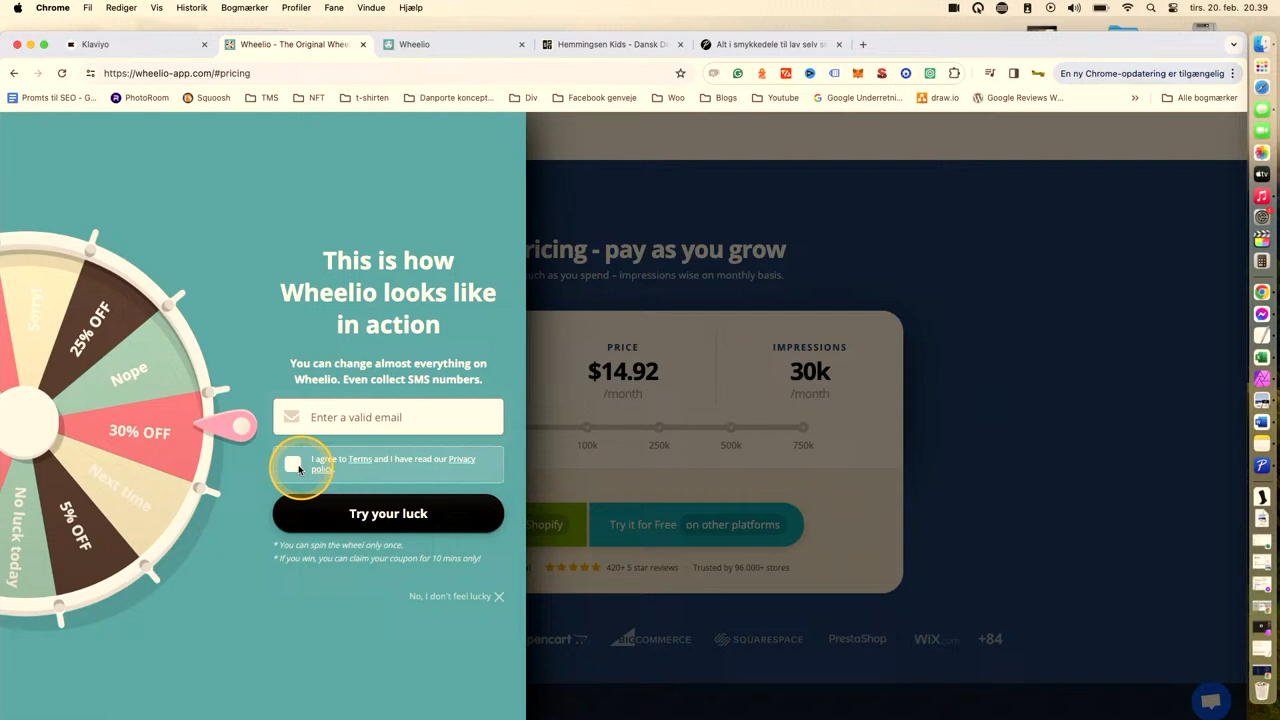 Chrome Fil Rediger Vis Historik Bogmærker Profiler Fane Vindue Hjælp tirs. 20. feb. 20.39
Klaviyo Wheelio - The Original Whee Wheelio Hemmingsen Kids - Dansk D Alt i smykkedele til lav selv s
https://wheelio-app.com/#pricing En ny Chrome-opdatering er tilgængelig
Promts til SEO - G... PhotoRoom Squoosh TMS NFT t-shirten Danporte koncept... Div Facebook genveje Woo Blogs Youtube Google Underretni... draw.io Google Reviews W... Alle bogmærker
Sorry!
25% OFF
Nope
30% OFF
Next time
5% OFF
No luck today
This is how
Wheelio looks like
in action
You can change almost everything on
Wheelio. Even collect SMS numbers.
Enter a valid email
I agree to Terms and I have read our Privacy
policy.
Try your luck
* You can spin the wheel only once.
* If you win, you can claim your coupon for 10 mins only!
No, I don't feel lucky
ricing - pay as you grow
uch as you spend – impressions wise on monthly basis.
PRICE IMPRESSIONS
$14.92 30k
/month /month
100k 250k 500k 750k
Shopify Try it for Free on other platforms
420+ 5 star reviews Trusted by 96.000+ stores
pencart BIGCOMMERCE SQUARESPACE PrestaShop WiX.com +84